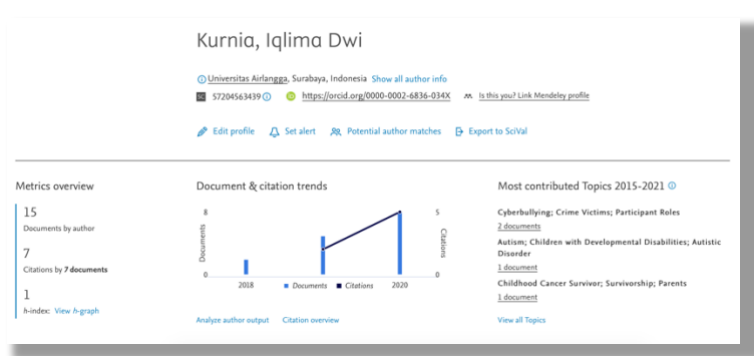 Kurnia, Iqlima Dwi
Universitas Airlangga, Surabaya, Indonesia Show all author info
SC 57204563439 https://orcid.org/0000-0002-6836-034X Is this you? Link Mendeley profile
Edit profile Set alert Potential author matches Export to SciVal
Metrics overview
15
Documents by author
7
Citations by 7 documents
1
h-index: View h-graph
Document & citation trends
8
Documents
0
5
Citations
0
2018
Documents Citations
2020
Analyze author output Citation overview
Most contributed Topics 2015-2021
Cyberbullying; Crime Victims; Participant Roles
2 documents
Autism; Children with Developmental Disabilities; Autistic
Disorder
1 document
Childhood Cancer Survivor; Survivorship; Parents
1 document
View all Topics